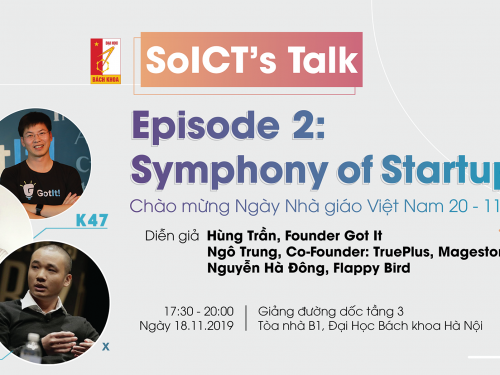 ĐẠI HỌC
BÁCH KHOA
SoICT's Talk
Episode 2:
Symphony of Startup
Chào mừng Ngày Nhà giáo Việt Nam 20 - 11
GotIt!
K47
Diễn giả Hùng Trần, Founder Got It
Ngô Trung, Co-Founder: TruePlus, Mageston
Nguyễn Hà Đông, Flappy Bird
17:30 - 20:00 Giảng đường dốc tầng 3
Ngày 18.11.2019 Tòa nhà B1, Đại Học Bách khoa Hà Nội
x